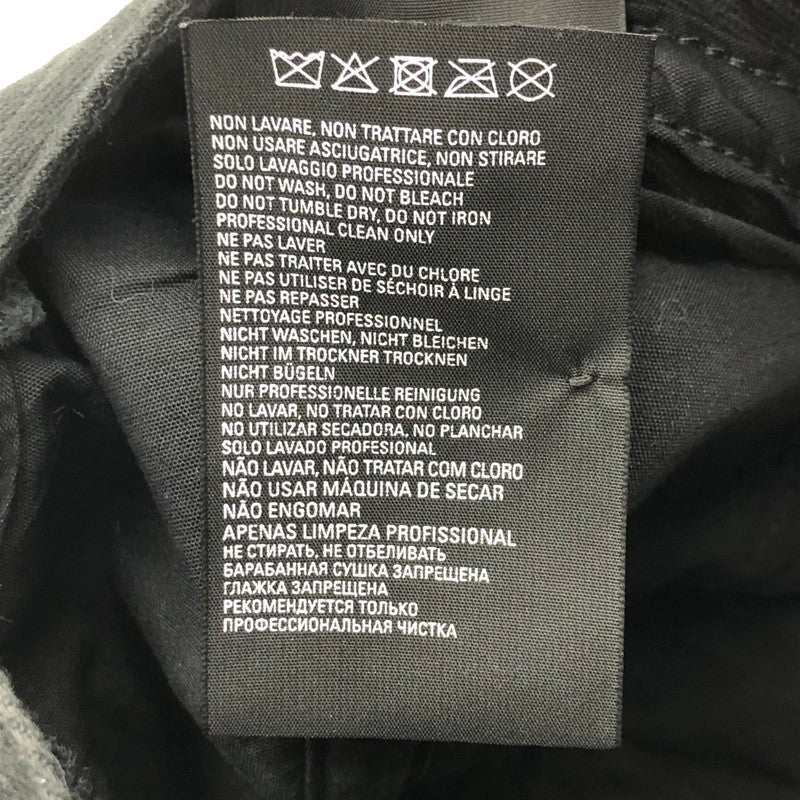 NON LAVARE, NON TRATTARE CON CLORO
NON USARE ASCIUGATRICE, NON STIRARE
SOLO LAVAGGIO PROFESSIONALE
DO NOT WASH, DO NOT BLEACH
DO NOT TUMBLE DRY, DO NOT IRON
PROFESSIONAL CLEAN ONLY
NE PAS LAVER
NE PAS TRAITER AVEC DU CHLORE
NE PAS UTILISER DE SÉCHOIR À LINGE
NE PAS REPASSER
NETTOYAGE PROFESSIONNEL
NICHT WASCHEN, NICHT BLEICHEN
NICHT IM TROCKNER TROCKNEN
NICHT BÜGELN
NUR PROFESSIONELLE REINIGUNG
NO LAVAR, NO TRATAR CON CLORO
NO UTILIZAR SECADORA, NO PLANCHAR
SOLO LAVADO PROFESIONAL
NÃO LAVAR, NÃO TRATAR COM CLORO
NÃO USAR MÁQUINA DE SECAR
NÃO ENGOMAR
APENAS LIMPEZA PROFISSIONAL
НЕ СТИРАТЬ, НЕ ОТБЕЛИВАТЬ
БАРАБАННАЯ СУШКА ЗАПРЕЩЕНА
ГЛАЖКА ЗАПРЕЩЕНА
РЕКОМЕНДУЕТСЯ ТОЛЬКО
ПРОФЕССИОНАЛЬНАЯ ЧИСТКА